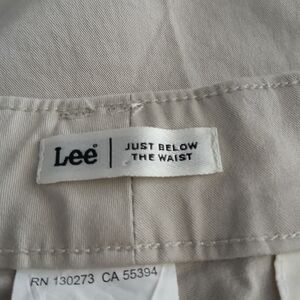 Lee®
JUST BELOW
THE WAIST
RN 130273 CA 55394